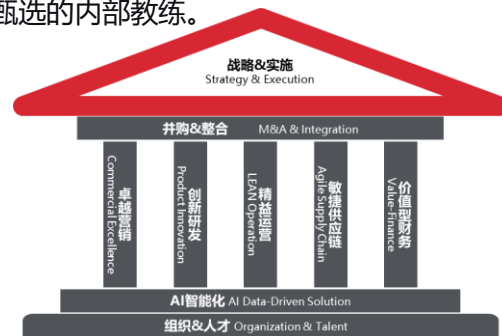 甄选的内部教练。
战略&实施
Strategy & Execution
并购&整合 M&A & Integration
卓越营销
Commercial Excellence
创新研发
Product Innovation
精益运营
LEAN Operation
敏捷供应链
Agile Supply Chain
价值型财务
Value-Finance
AI智能化 AI Data-Driven Solution
组织&人才 Organization & Talent